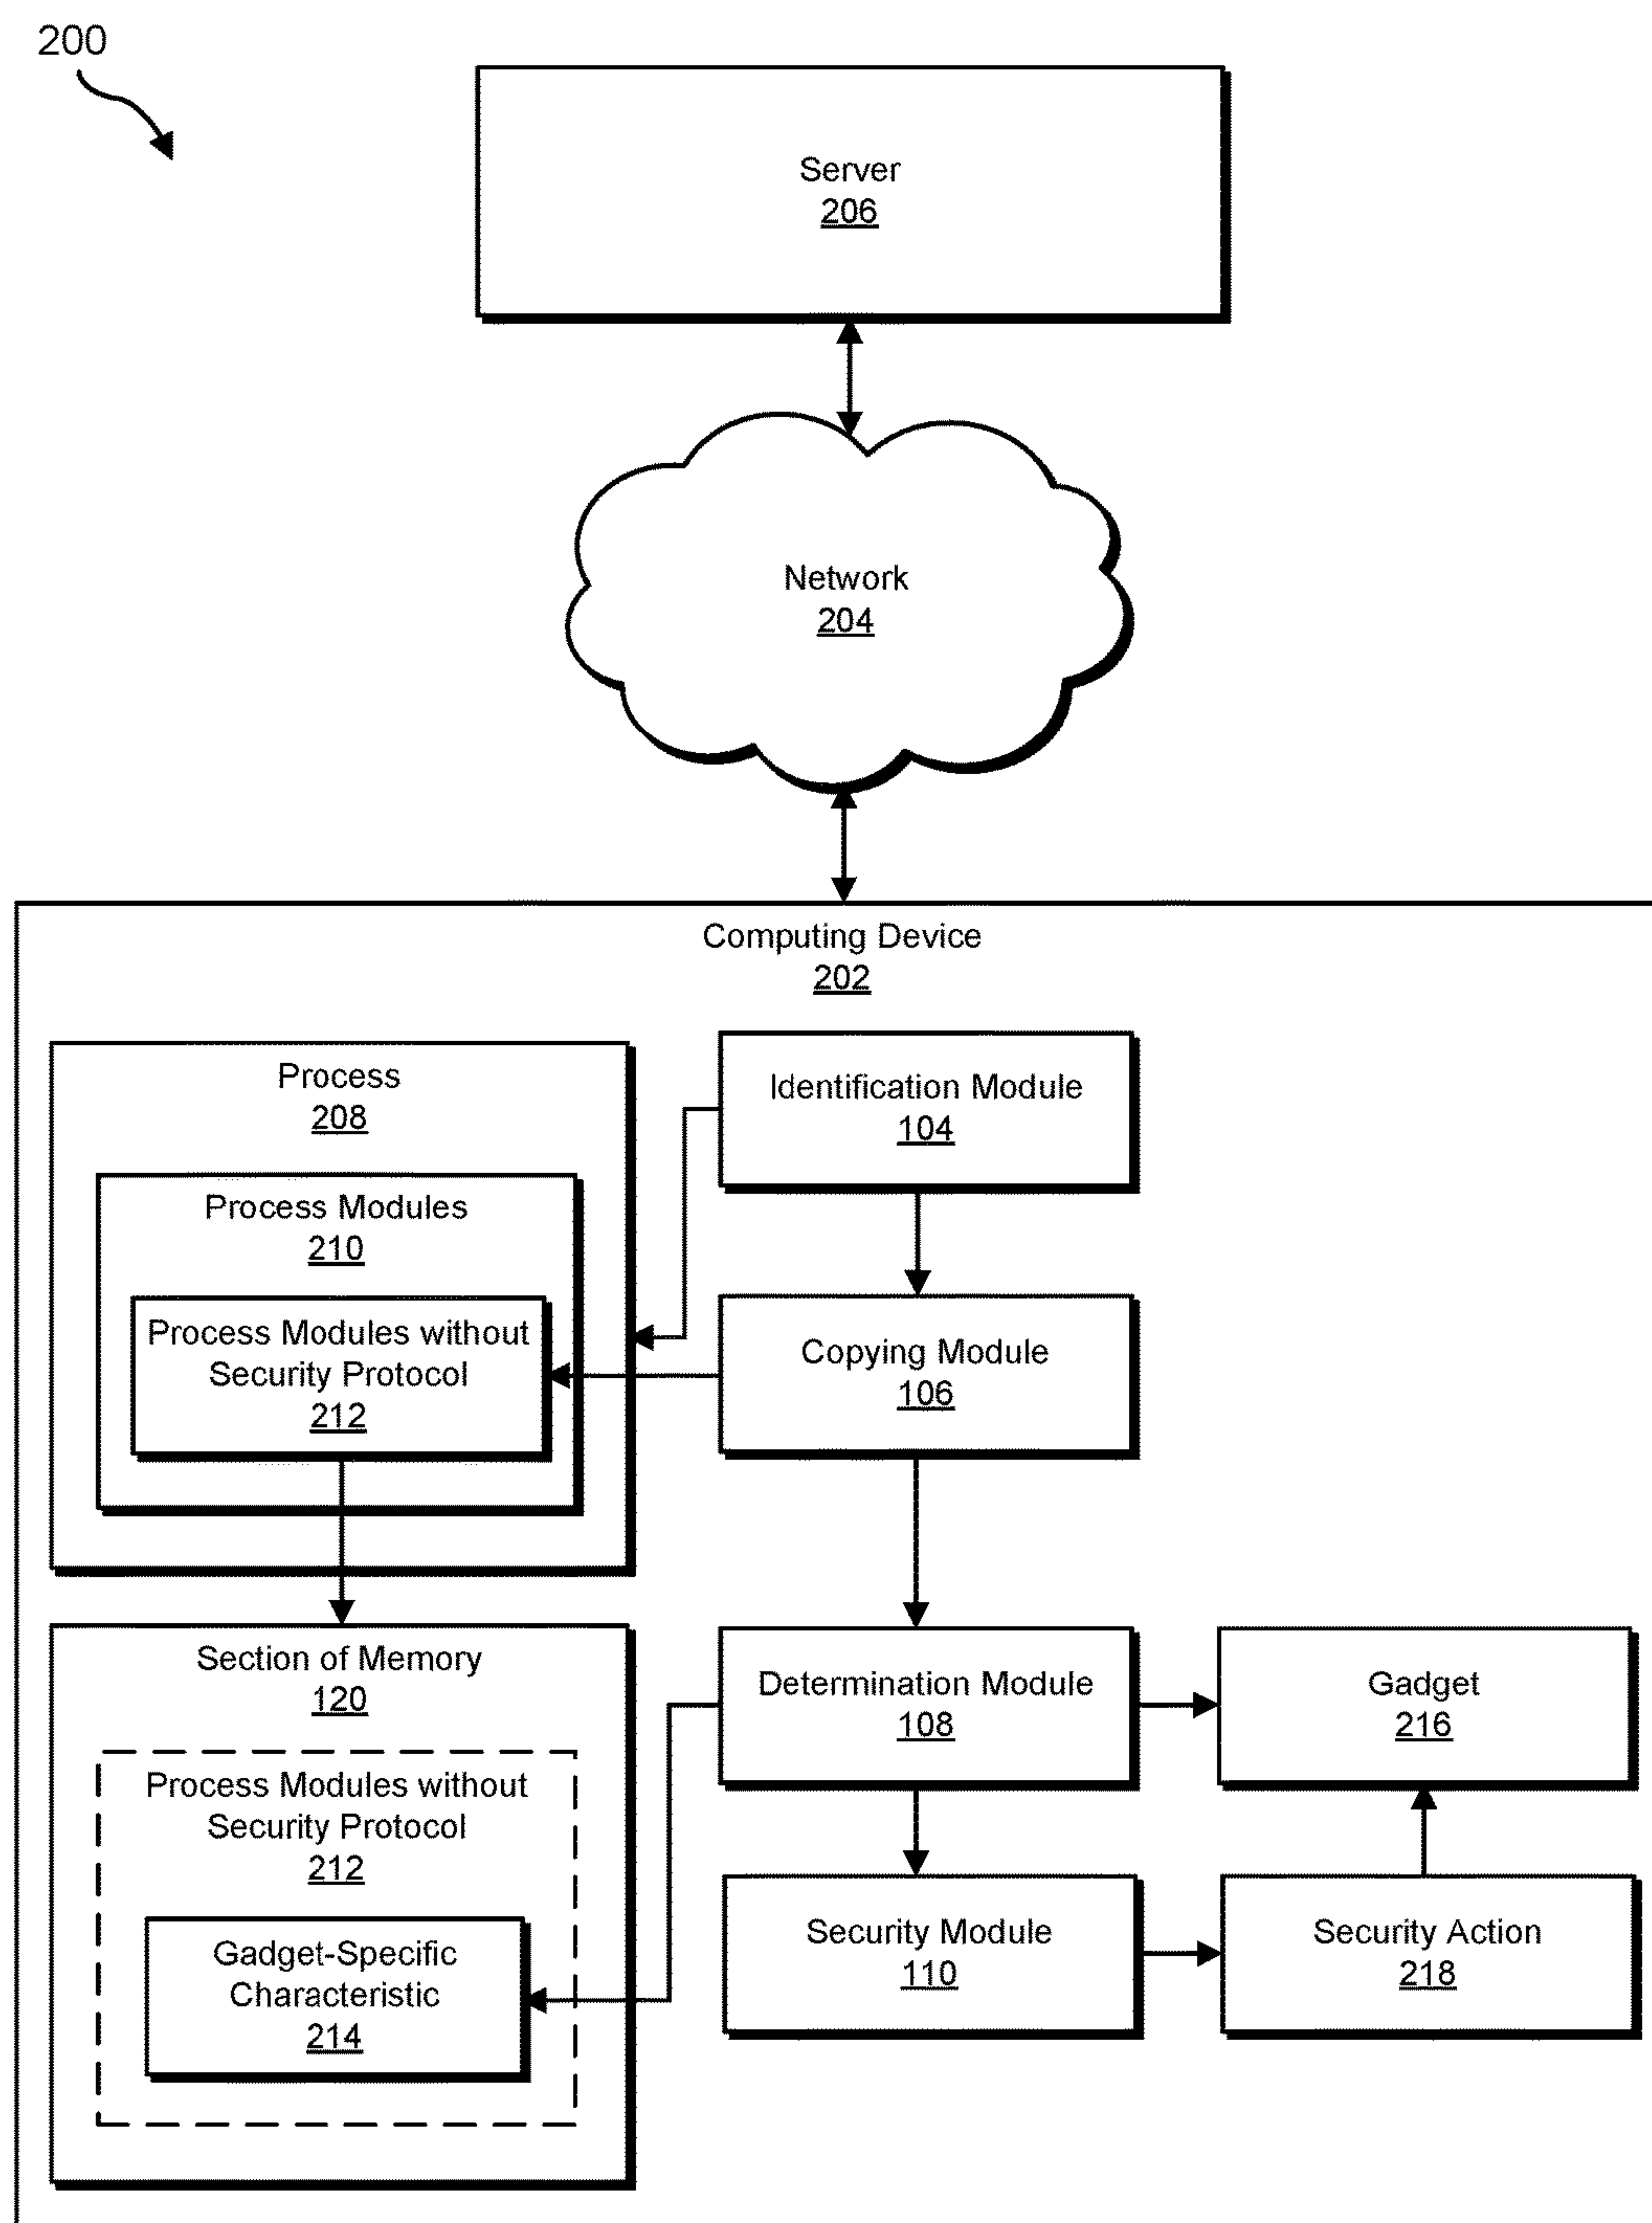 200
Server
206
Network
204
Computing Device
202
Process
208
Process Modules
210
Process Modules without
Security Protocol
212
Identification Module
104
Copying Module
106
Section of Memory
120
Process Modules without
Security Protocol
212
Gadget-Specific
Characteristic
214
Determination Module
108
Gadget
216
Security Module
110
Security Action
218